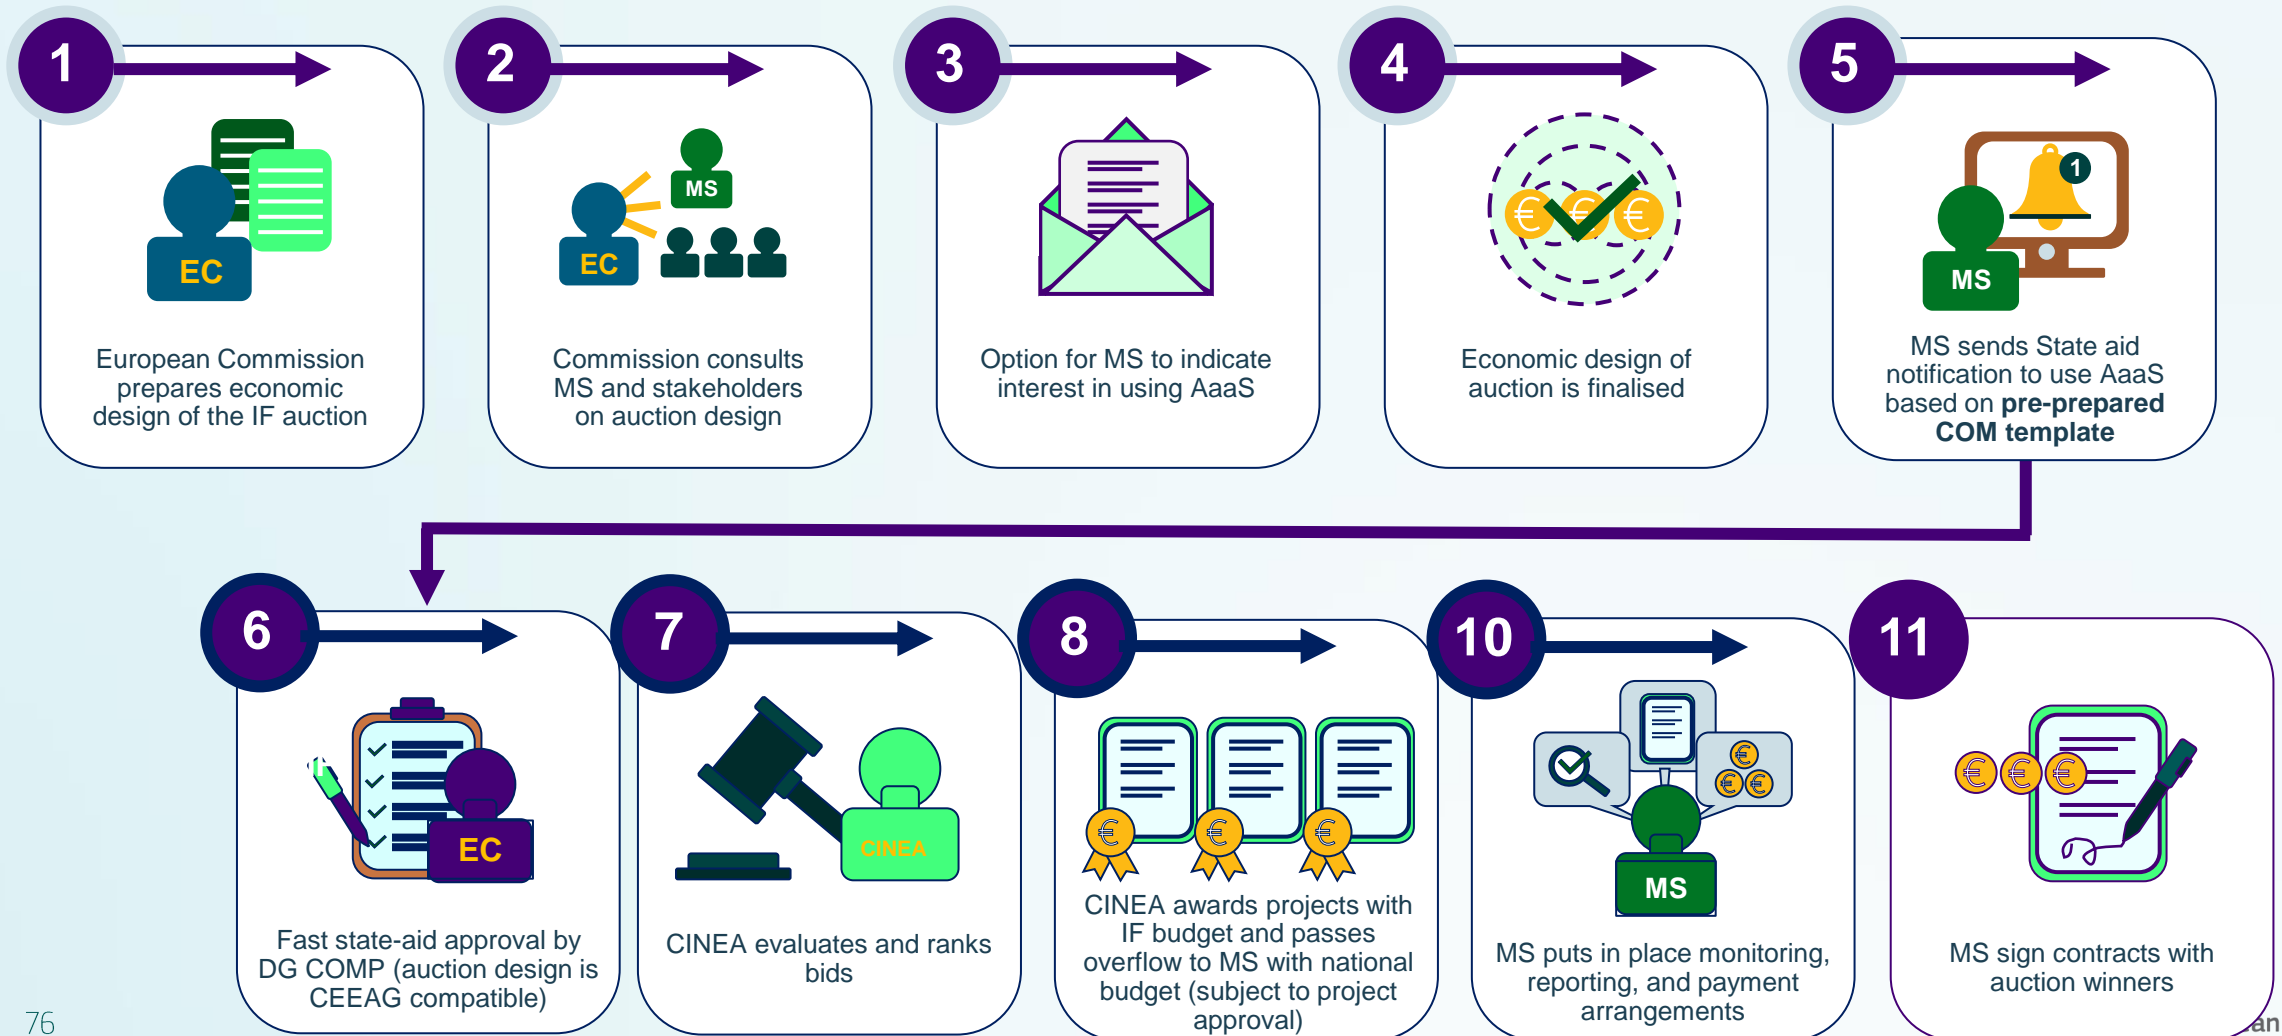 1
European Commission
prepares economic
design of the IF auction
EC
2
MS
EC
Commission consults
MS and stakeholders
on auction design
3
Option for MS to indicate
interest in using AaaS
4
€ € €
Economic design of
auction is finalised
5
1
MS
MS sends State aid
notification to use AaaS
based on pre-prepared
COM template
6
IF
EC
Fast state-aid approval by
DG COMP (auction design is
CEEAG compatible)
7
CINEA
CINEA evaluates and ranks
bids
8
€ € €
CINEA awards projects with
IF budget and passes
overflow to MS with national
budget (subject to project
approval)
10
€
€ €
MS
MS puts in place monitoring,
reporting, and payment
arrangements
11
€ € €
MS sign contracts with
auction winners
76